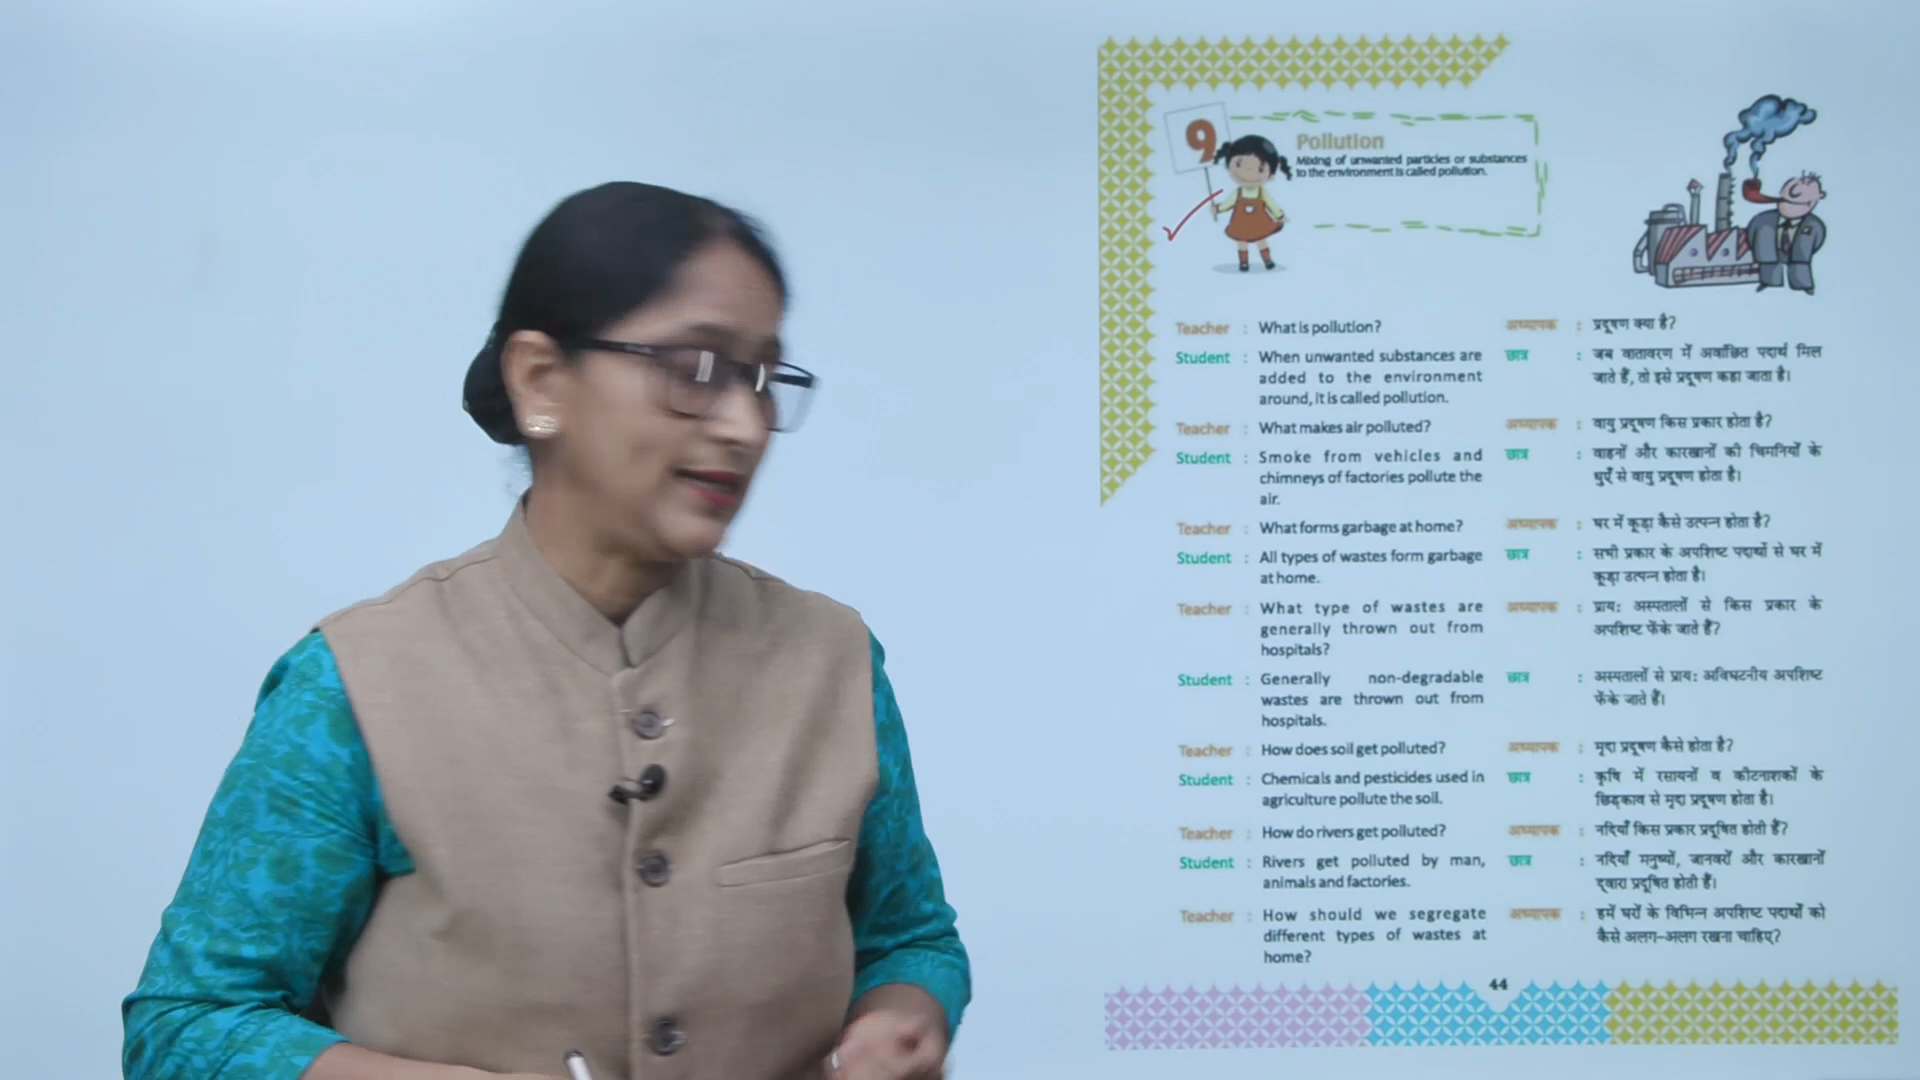 9
Pollution
Mixing of unwanted particles or substances
to the environment is called pollution.
Teacher : What is pollution?
Student : When unwanted substances are
added to the environment
around, it is called pollution.
Teacher : What makes air polluted?
Student : Smoke from vehicles and
chimneys of factories pollute the
air.
Teacher : What forms garbage at home?
Student : All types of wastes form garbage
at home.
Teacher : What type of wastes are
generally thrown out from
hospitals?
Student : Generally non-degradable
wastes are thrown out from
hospitals.
Teacher : How does soil get polluted?
Student : Chemicals and pesticides used in
agriculture pollute the soil.
Teacher : How do rivers get polluted?
Student : Rivers get polluted by man,
animals and factories.
Teacher : How should we segregate
different types of wastes at
home?
अध्यापक : प्रदूषण क्या है?
छात्र : जब वातावरण में अवांछित पदार्थ मिल
जाते हैं, तो इसे प्रदूषण कहा जाता है।
अध्यापक : वायु प्रदूषण किस प्रकार होता है?
छात्र : वाहनों और कारखानों की चिमनियों के
धुएँ से वायु प्रदूषण होता है।
अध्यापक : घर में कूड़ा कैसे उत्पन्न होता है?
छात्र : सभी प्रकार के अपशिष्ट पदार्थों से घर में
कूड़ा उत्पन्न होता है।
अध्यापक : प्राय: अस्पतालों से किस प्रकार के
अपशिष्ट फेंके जाते हैं?
छात्र : अस्पतालों से प्राय: अविघटनीय अपशिष्ट
फेंके जाते हैं।
अध्यापक : मृदा प्रदूषण कैसे होता है?
छात्र : कृषि में रसायनों व कीटनाशकों के
छिड़काव से मृदा प्रदूषण होता है।
अध्यापक : नदियाँ किस प्रकार प्रदूषित होती हैं?
छात्र : नदियाँ मनुष्यों, जानवरों और कारखानों
द्वारा प्रदूषित होती हैं।
अध्यापक : हमें घरों के विभिन्न अपशिष्ट पदार्थों को
कैसे अलग-अलग रखना चाहिए?
44